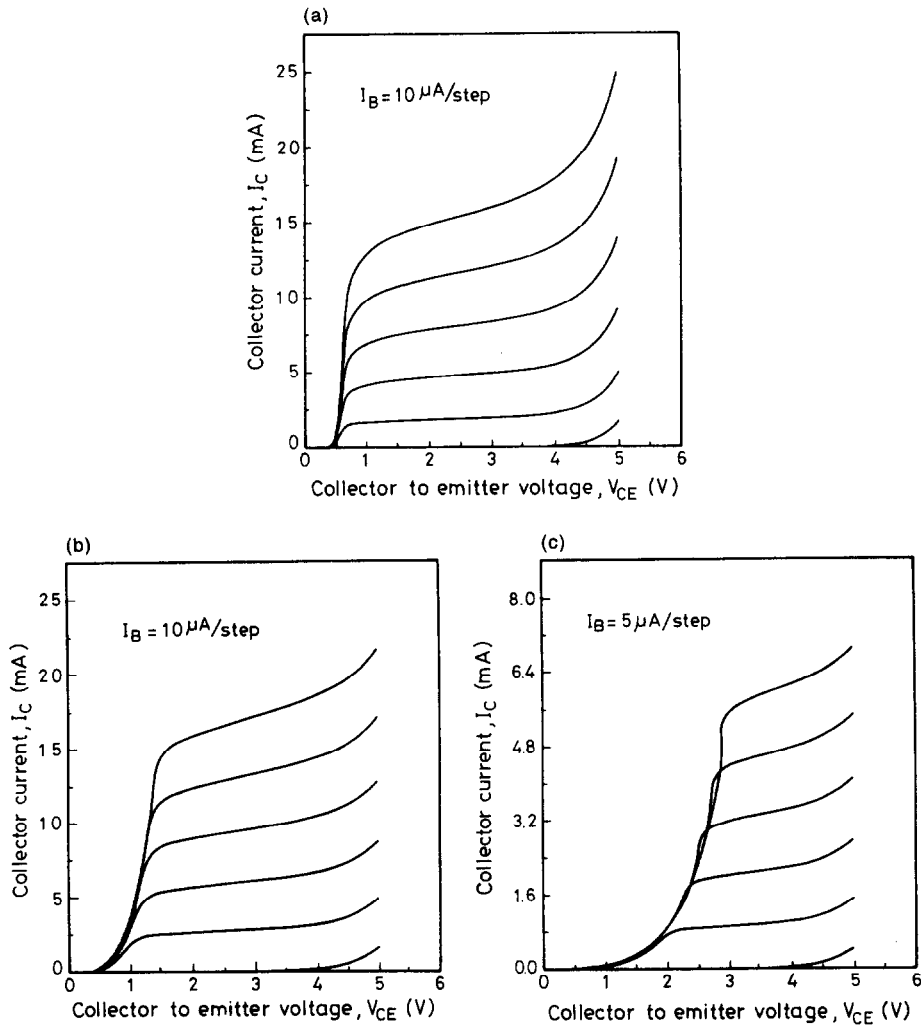 (a)
25
20
15
10
5
0
I_B = 10 µA/step
Collector current, I_C (mA)
0 1 2 3 4 5 6
Collector to emitter voltage, V_CE (V)
(b)
25
20
15
10
5
0
I_B = 10 µA/step
Collector current, I_C (mA)
0 1 2 3 4 5 6
Collector to emitter voltage, V_CE (V)
(c)
8.0
6.4
4.8
3.2
1.6
0.0
I_B = 5 µA/step
Collector current, I_C (mA)
0 1 2 3 4 5 6
Collector to emitter voltage, V_CE (V)